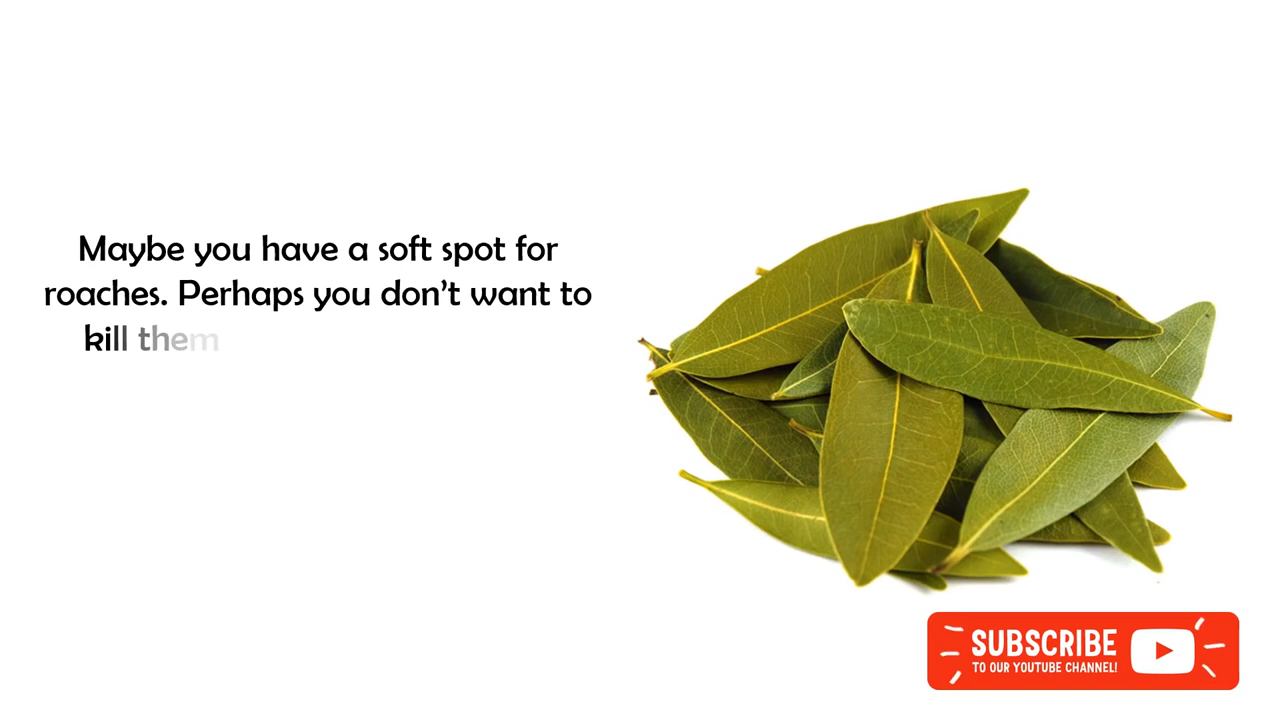 Maybe you have a soft spot for
roaches. Perhaps you don’t want to
kill them
SUBSCRIBE
TO OUR YOUTUBE CHANNEL!